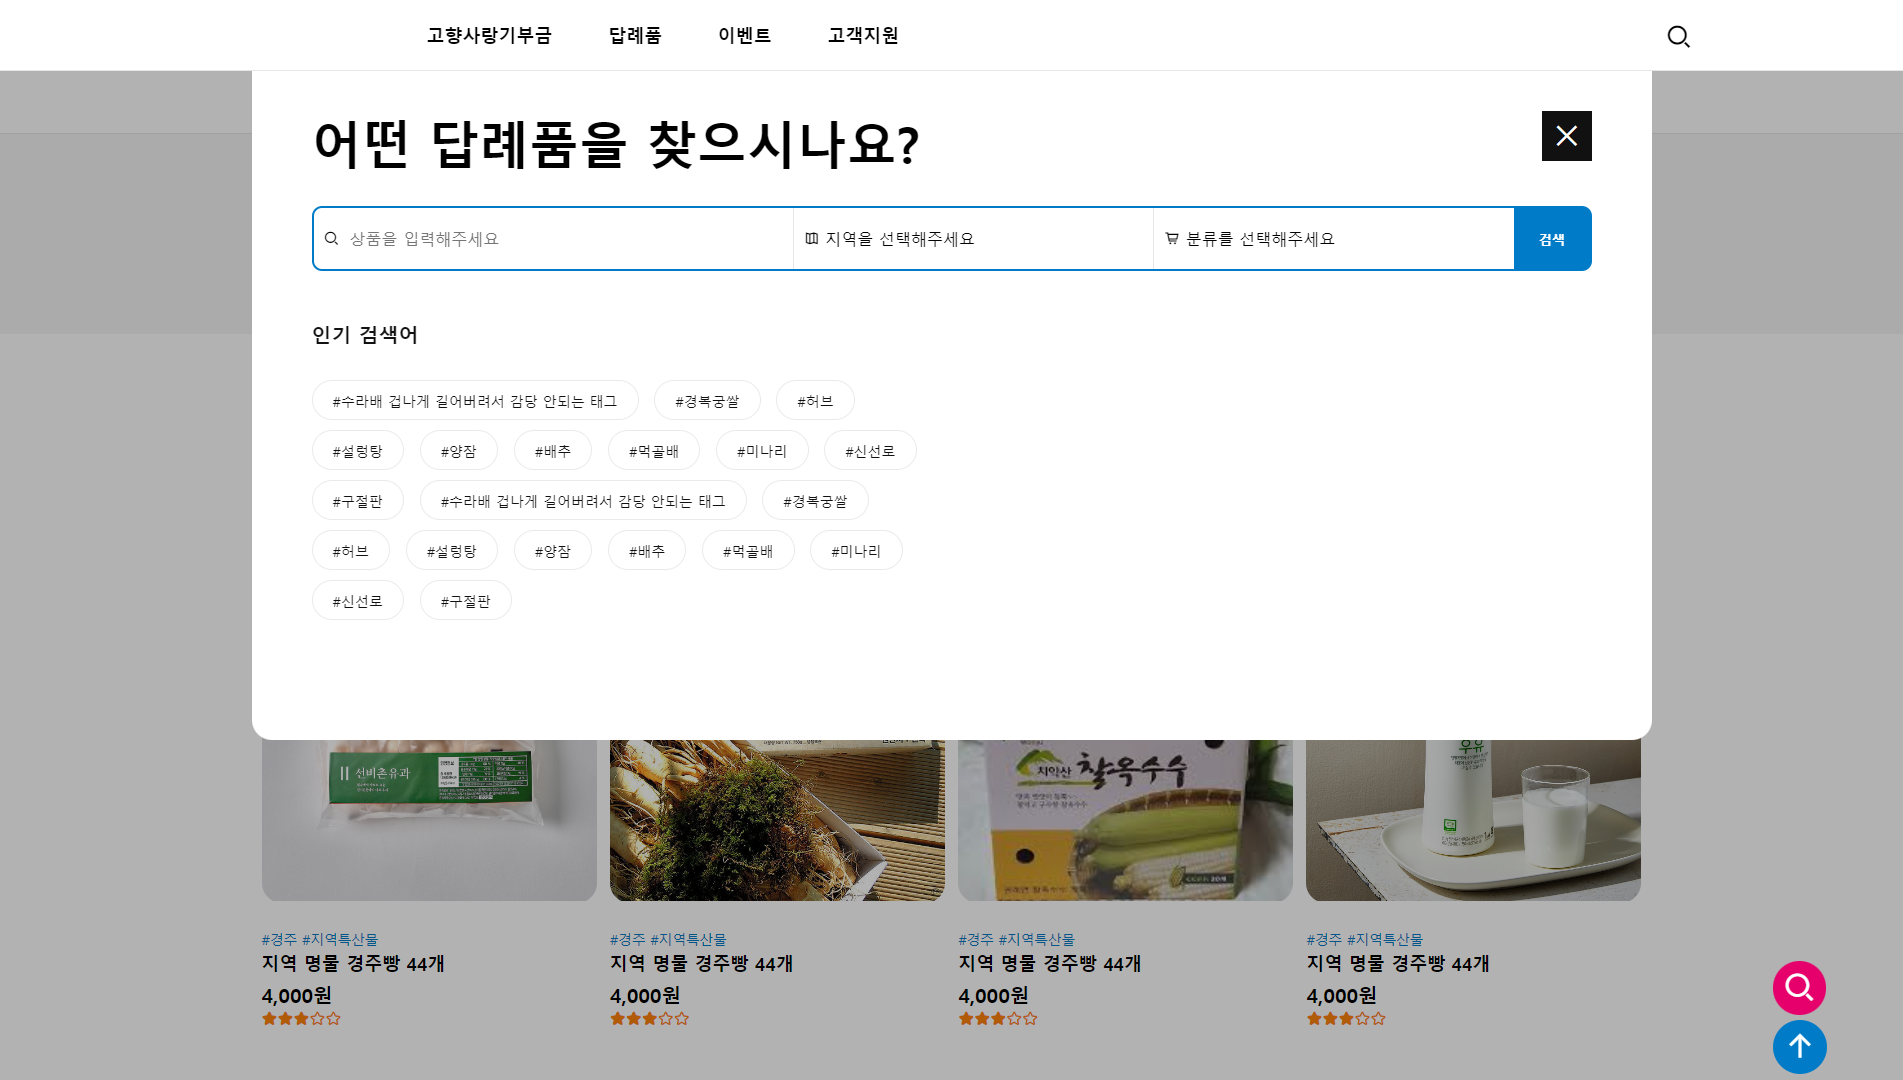 고향사랑기부금 답례품 이벤트 고객지원
어떤 답례품을 찾으시나요?
상품을 입력해주세요 지역을 선택해주세요 분류를 선택해주세요 검색
인기 검색어
#수라배 겁나게 길어버려서 감당 안되는 태그 #경복궁쌀 #허브
#설렁탕 #양잠 #배추 #먹골배 #미나리 #신선로
#구절판 #수라배 겁나게 길어버려서 감당 안되는 태그 #경복궁쌀
#허브 #설렁탕 #양잠 #배추 #먹골배 #미나리
#신선로 #구절판
선비촌유과
치악산 찰옥수수
우유
#경주 #지역특산물 #경주 #지역특산물 #경주 #지역특산물 #경주 #지역특산물
지역 명물 경주빵 44개 지역 명물 경주빵 44개 지역 명물 경주빵 44개 지역 명물 경주빵 44개
4,000원 4,000원 4,000원 4,000원